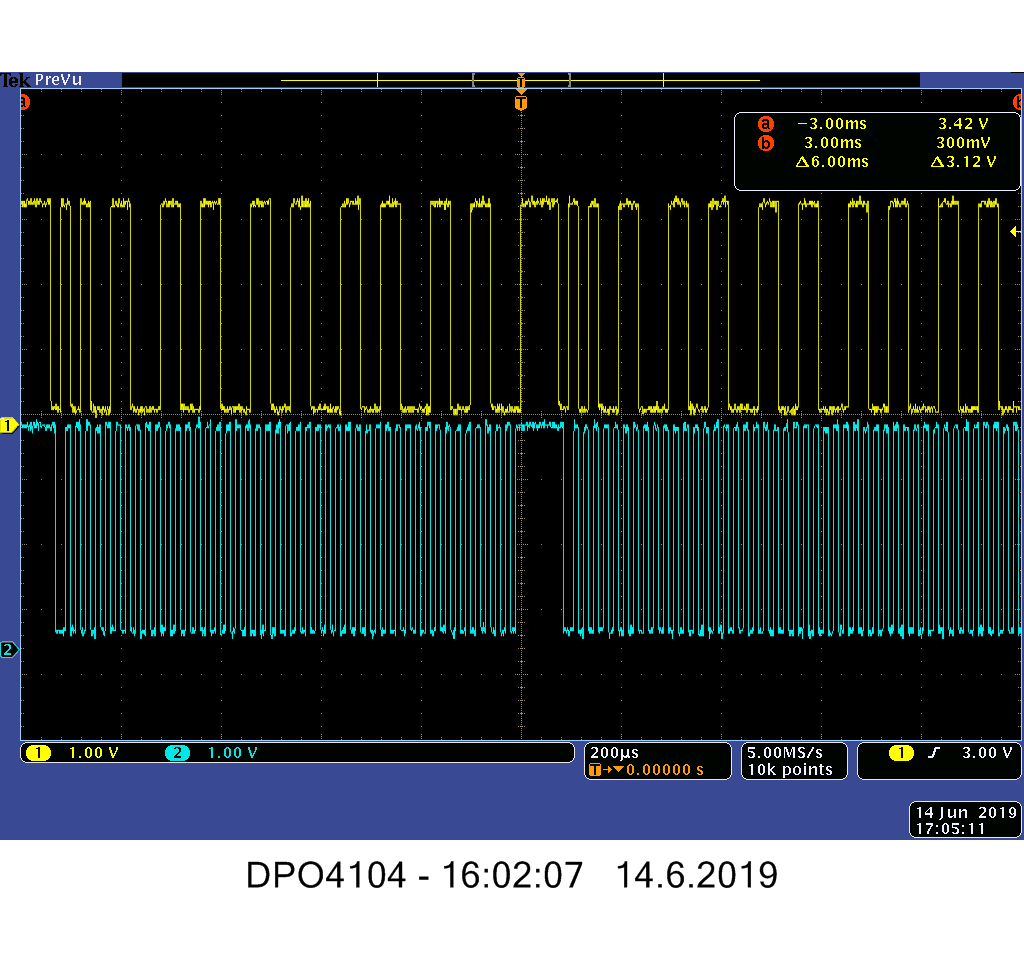 Tek PreVu
T
a T b
a −3.00ms 3.42 V
b 3.00ms 300mV
Δ6.00ms Δ3.12 V
1
2
1 1.00 V 2 1.00 V
200µs
T→▼0.00000 s
5.00MS/s
10k points
1 3.00 V
14 Jun 2019
17:05:11
DPO4104 - 16:02:07 14.6.2019